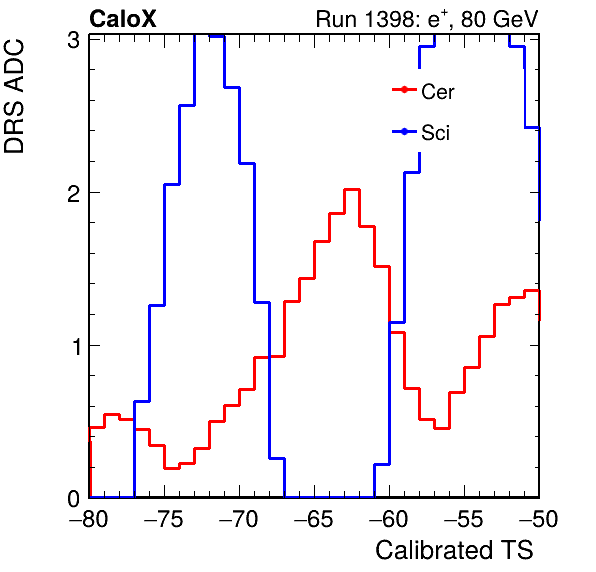 CaloX Run 1398: e⁺, 80 GeV
DRS ADC
3
Cer
Sci
2
1
0
−80 −75 −70 −65 −60 −55 −50
Calibrated TS